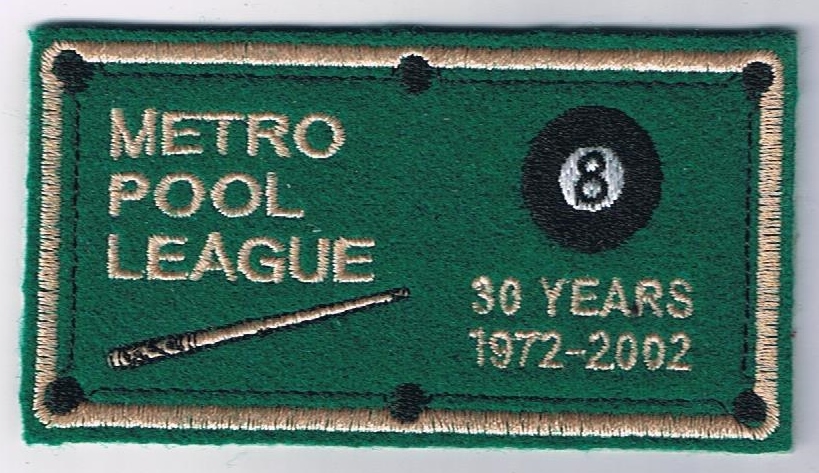 METRO
POOL
LEAGUE
8
30 YEARS
1972-2002